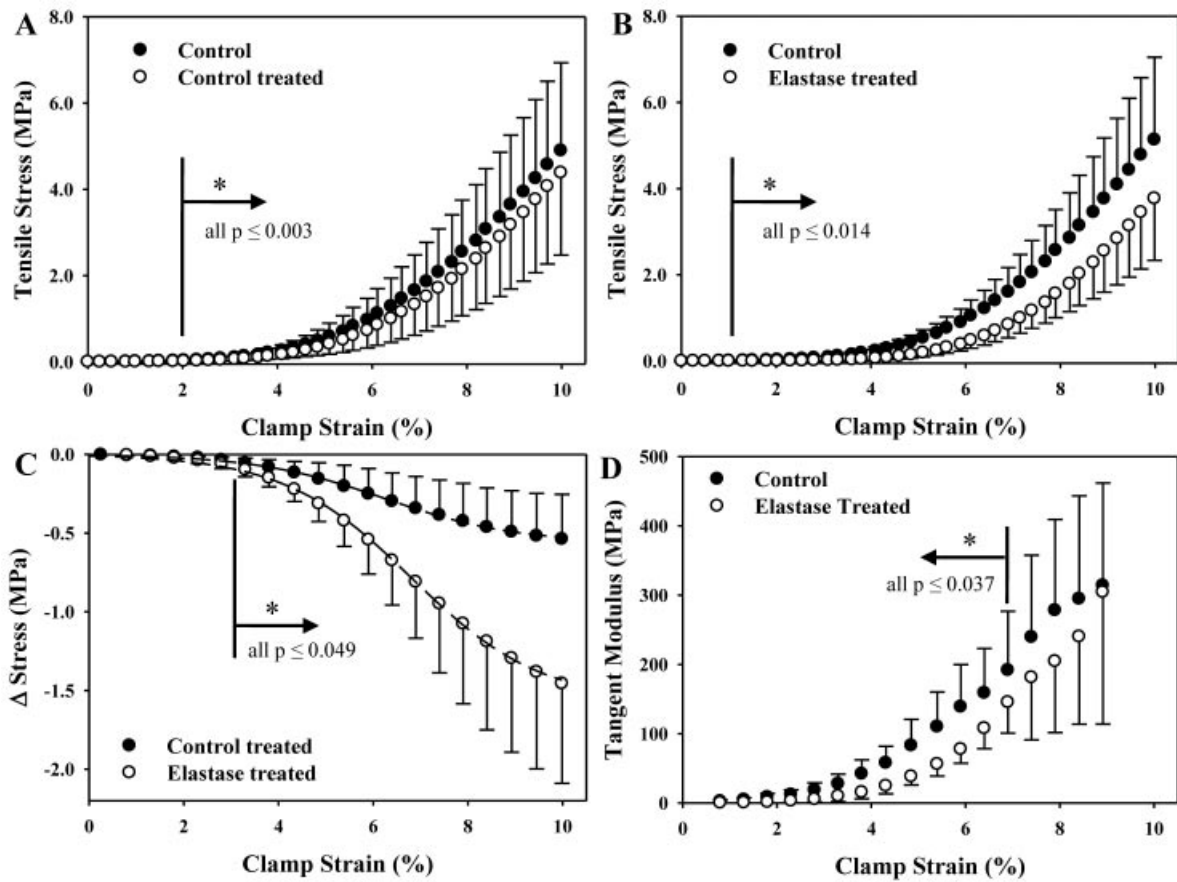 A
8.0
6.0
4.0
2.0
0.0
Tensile Stress (MPa)
Control
Control treated
*
all p ≤ 0.003
0 2 4 6 8 10
Clamp Strain (%)
B
8.0
6.0
4.0
2.0
0.0
Tensile Stress (MPa)
Control
Elastase treated
*
all p ≤ 0.014
0 2 4 6 8 10
Clamp Strain (%)
C
0.0
-0.5
-1.0
-1.5
-2.0
Δ Stress (MPa)
*
all p ≤ 0.049
Control treated
Elastase treated
0 2 4 6 8 10
Clamp Strain (%)
D
500
400
300
200
100
0
Tangent Modulus (MPa)
Control
Elastase Treated
*
all p ≤ 0.037
0 2 4 6 8 10
Clamp Strain (%)